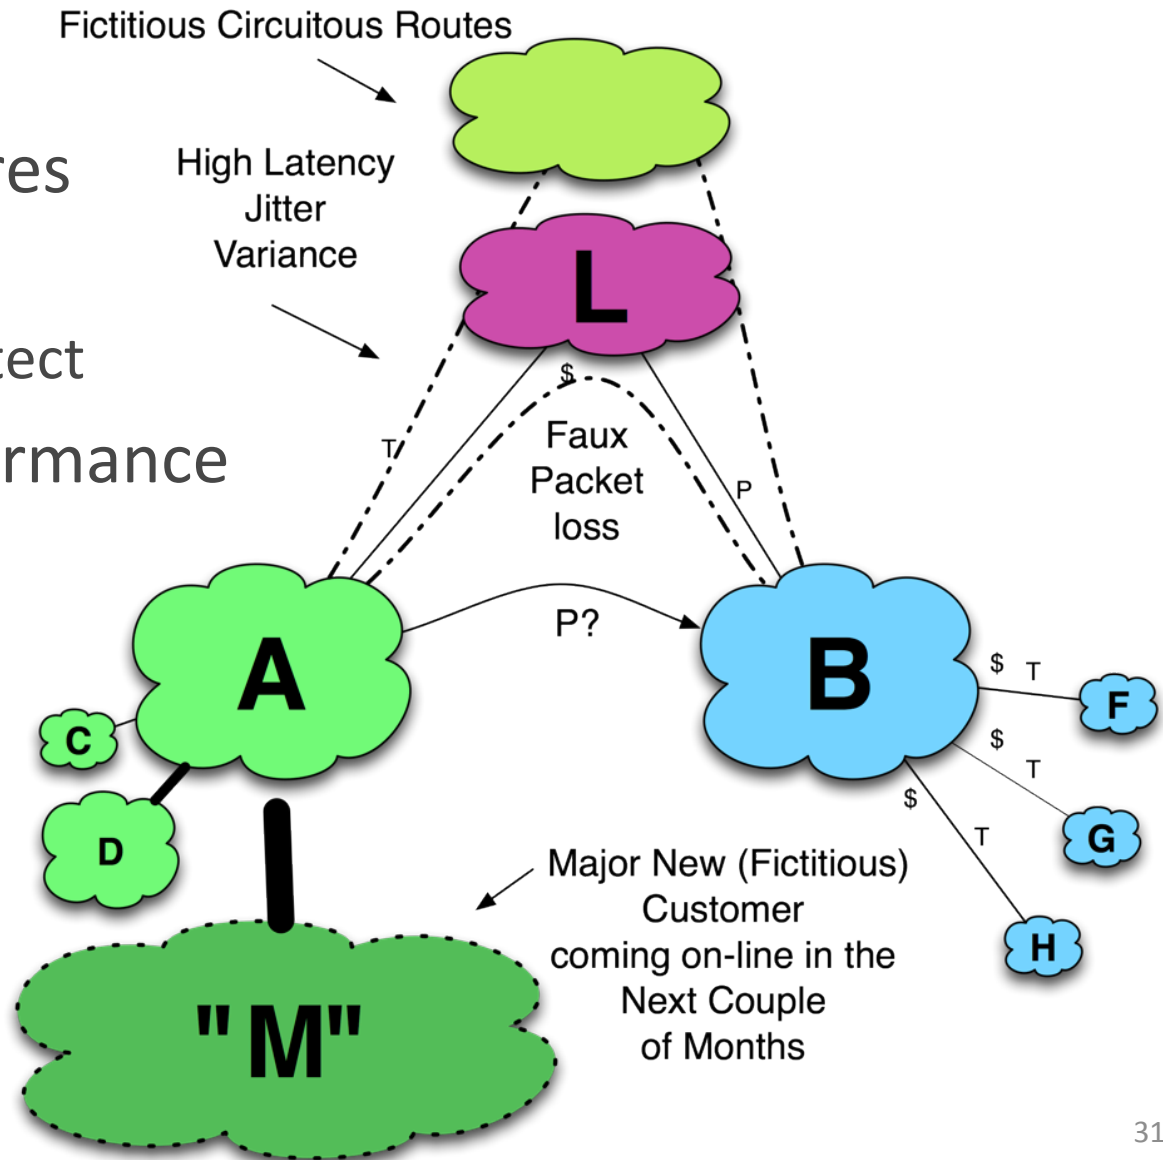 Fictitious Circuitous Routes
res
High Latency
Jitter
Variance
L
tect
$
rmance
T
Faux
Packet
loss
P
P?
A
B
$ T
F
C
$
T
G
D
$
T
H
Major New (Fictitious)
Customer
coming on-line in the
Next Couple
of Months
"M"
31